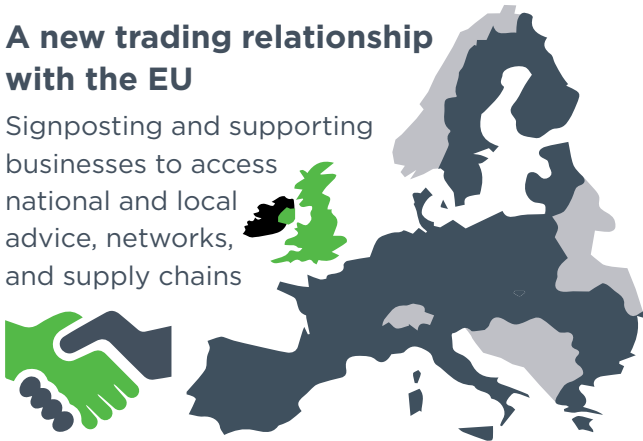 A new trading relationship
with the EU
Signposting and supporting
businesses to access
national and local
advice, networks,
and supply chains